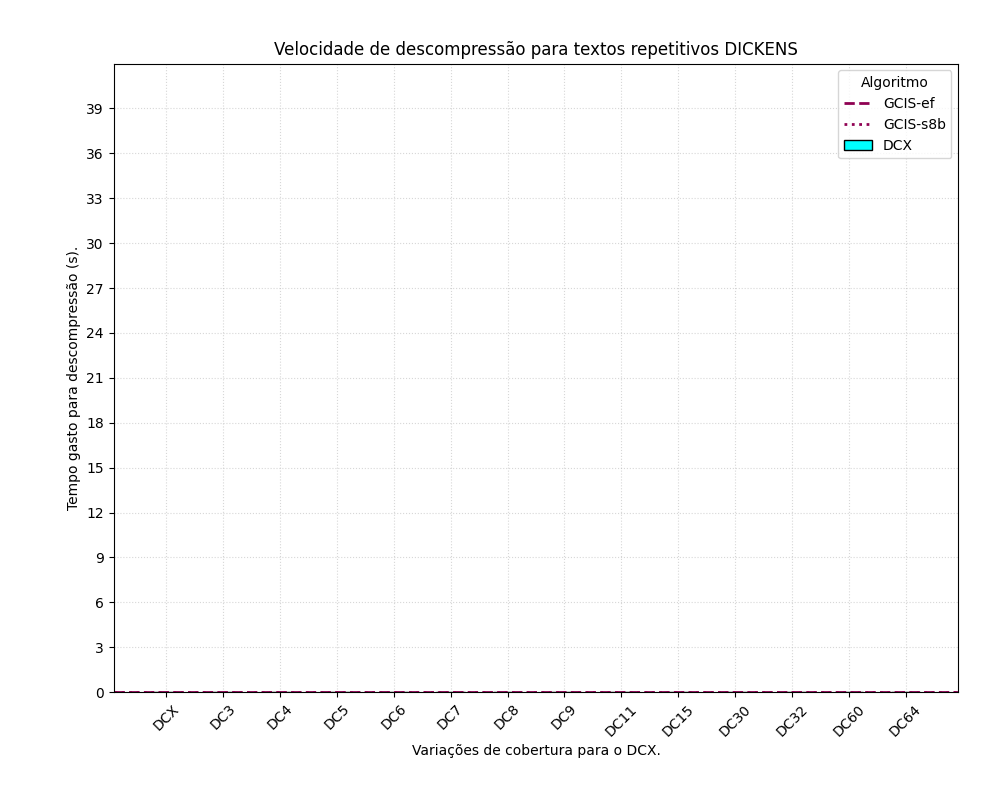 Velocidade de descompressão para textos repetitivos DICKENS
Algoritmo
GCIS-ef
GCIS-s8b
DCX
Tempo gasto para descompressão (s).
39
36
33
30
27
24
21
18
15
12
9
6
3
0
DCX
DC3
DC4
DC5
DC6
DC7
DC8
DC9
DC11
DC15
DC30
DC32
DC60
DC64
Variações de cobertura para o DCX.